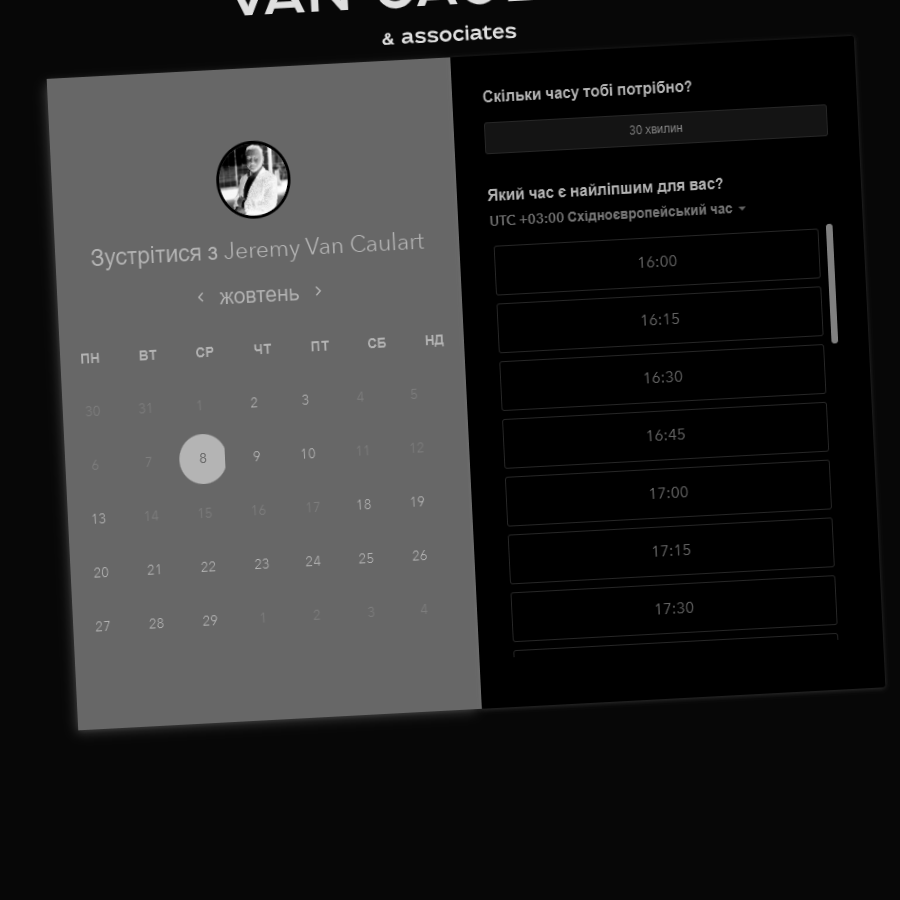 & associates
Зустрітися з Jeremy Van Caulart
жовтень
ПН ВТ СР ЧТ ПТ СБ НД
30 31 1 2 3 4 5
6 7 8 9 10 11 12
13 14 15 16 17 18 19
20 21 22 23 24 25 26
27 28 29 1 2 3 4
Скільки часу тобі потрібно?
30 хвилин
Який час є найліпшим для вас?
UTC +03:00 Східноєвропейський час
16:00
16:15
16:30
16:45
17:00
17:15
17:30